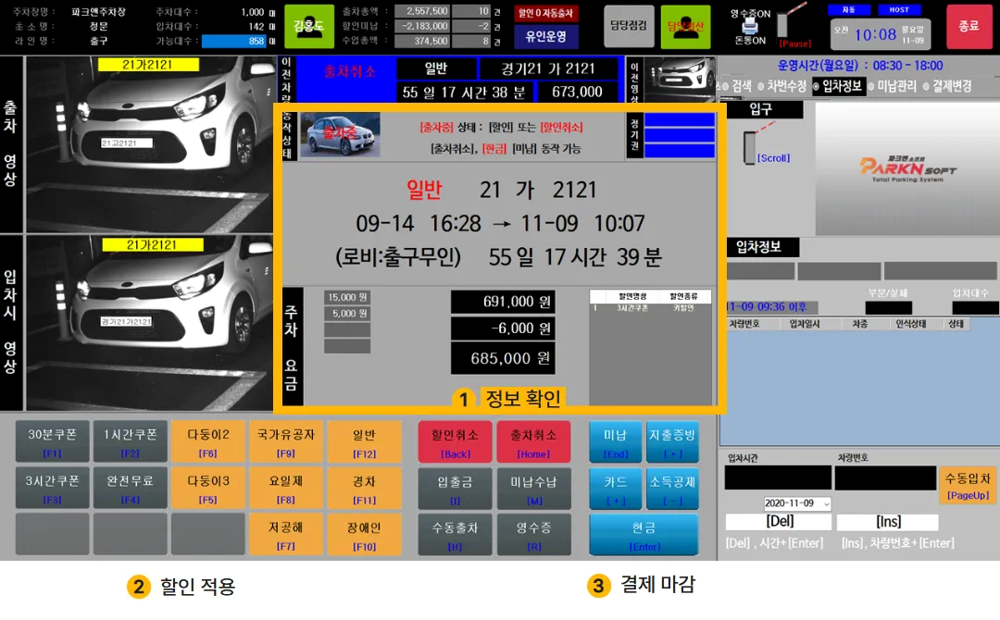 주차장명 : 파크앤주차장
초 소 명 : 정문
라 인 명 : 출구
주차대수 : 1,000 대
입차대수 : 142 대
가능대수 : 858 대
김홍도
출차총액 : 2,557,500 10 건
할인미납 : -2,183,000 -2 건
수입총액 : 374,500 8 건
할인 0 자동출차
유인운영
담당점검
담당정산
영수증ON
돈통ON
[Pause]
자동 HOST
오전 10:08 월요일
11-09
종료
출차 영상
21가2121
21고2121
입차시 영상
21가2121
경기21가2121
출차취소 일반 경기21 가 2121
55 일 17 시간 38 분 673,000
이전영상
동작상태
출차중
[출차중] 상태 : [할인] 또는 [할인취소]
[출차취소], [현금] [미납] 동작 가능
정기권
일반 21 가 2121
09-14 16:28 → 11-09 10:07
(로비:출구무인) 55 일 17 시간 39 분
주차 요금
15,000 원
5,000 원
691,000 원
-6,000 원
685,000 원
할인명성 할인종류
1 3시간쿠폰 키할인
1 정보 확인
운영시간(월요일) : 08:30 - 18:00
검색 차번수정 입차정보 미납관리 결제변경
입구
[Scroll]
파크앤소프트
PARKN SOFT
Total Parking System
입차정보
11-09 09:36 이후
부분/실패
입차대수
차량번호 입차일시 차종 인식상태 상태
입차시간 차량번호
수동입차
[PageUp]
2020-11-09
[Del] [Ins]
[Del] , 시간+[Enter] [Ins], 차량번호+[Enter]
30분쿠폰 [F1]
1시간쿠폰 [F2]
다둥이2 [F6]
국가유공자 [F9]
일반 [F12]
할인취소 [Back]
출차취소 [Home]
미납 [End]
지출증빙 [ * ]
3시간쿠폰 [F3]
완전무료 [F4]
다둥이3 [F5]
요일제 [F8]
경차 [F11]
입출금 [I]
미납수납 [M]
카드 [ + ]
소득공제 [ - ]
저공해 [F7]
장애인 [F10]
수동출차 [H]
영수증 [R]
현금 [Enter]
2 할인 적용
3 결제 마감